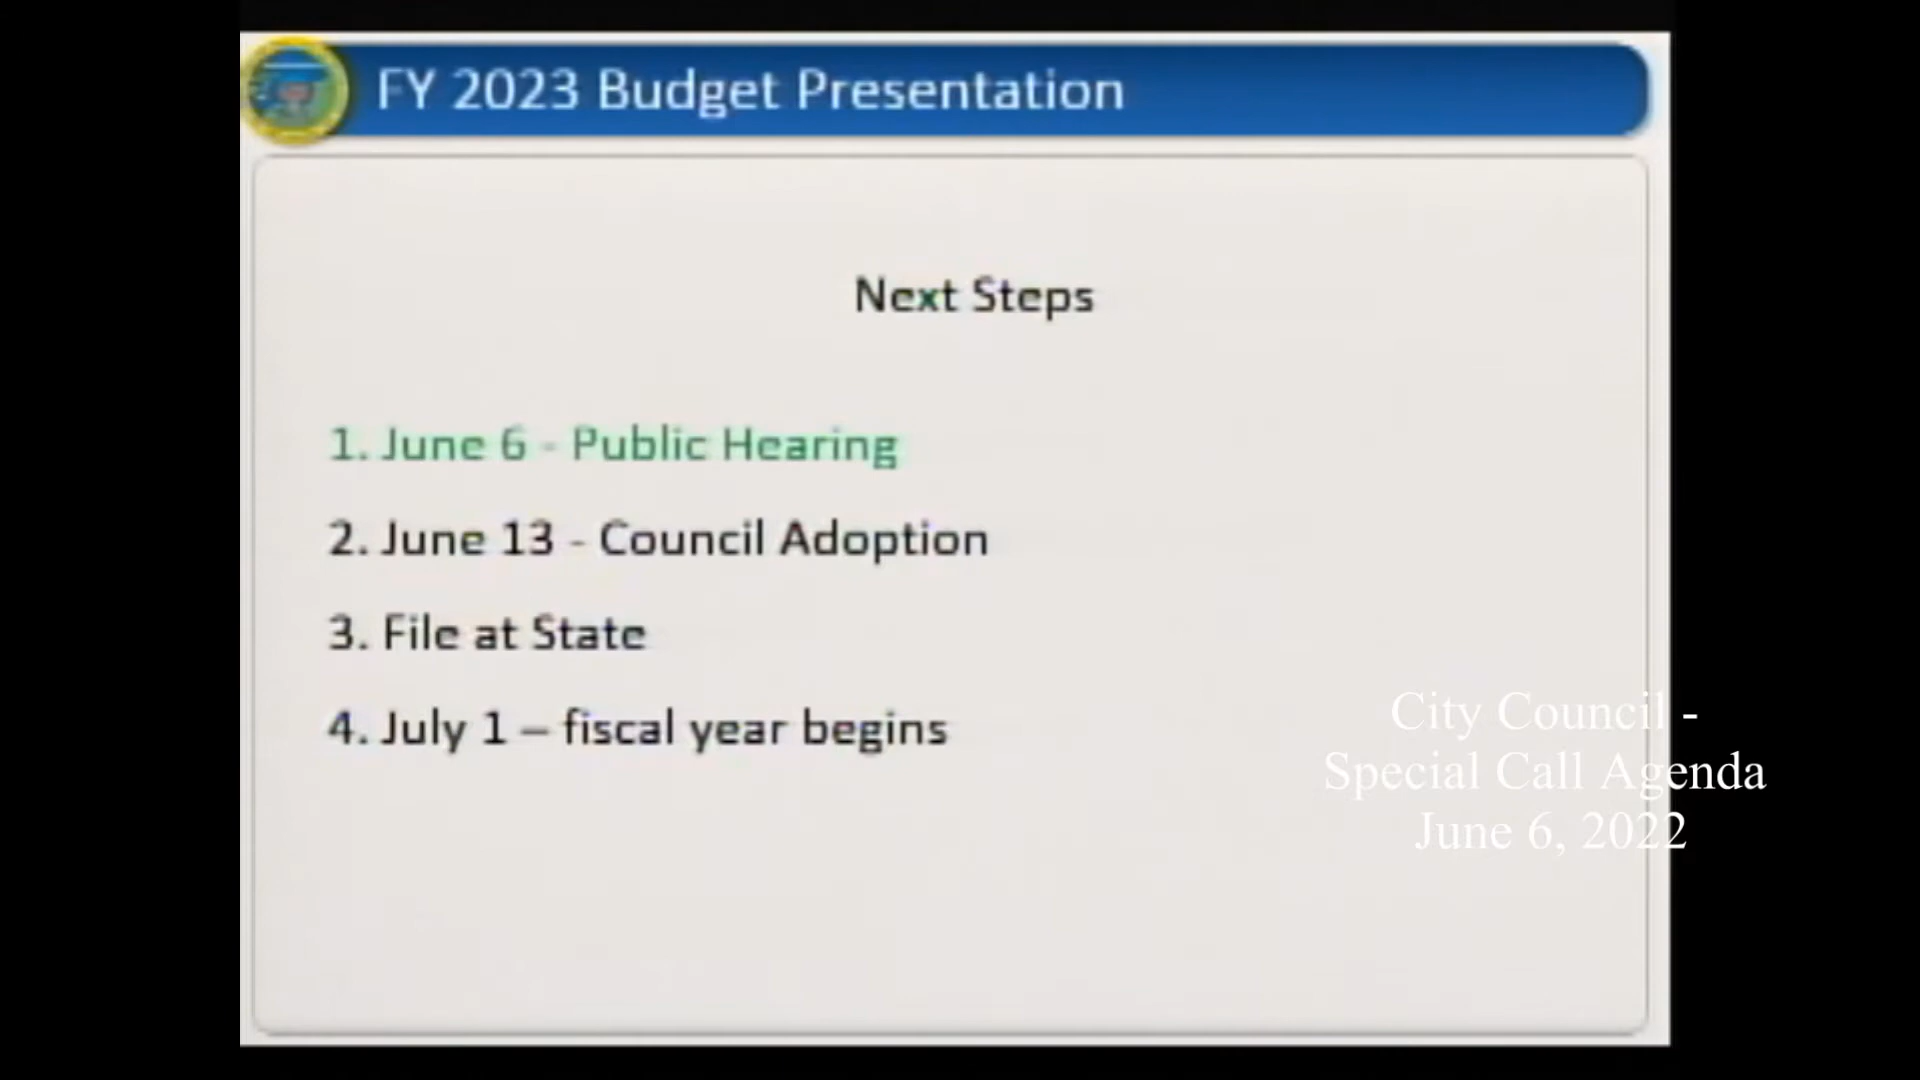 FY 2023 Budget Presentation
Next Steps
1. June 6 - Public Hearing
2. June 13 - Council Adoption
3. File at State
4. July 1 – fiscal year begins
City Council -
Special Call Agenda
June 6, 2022